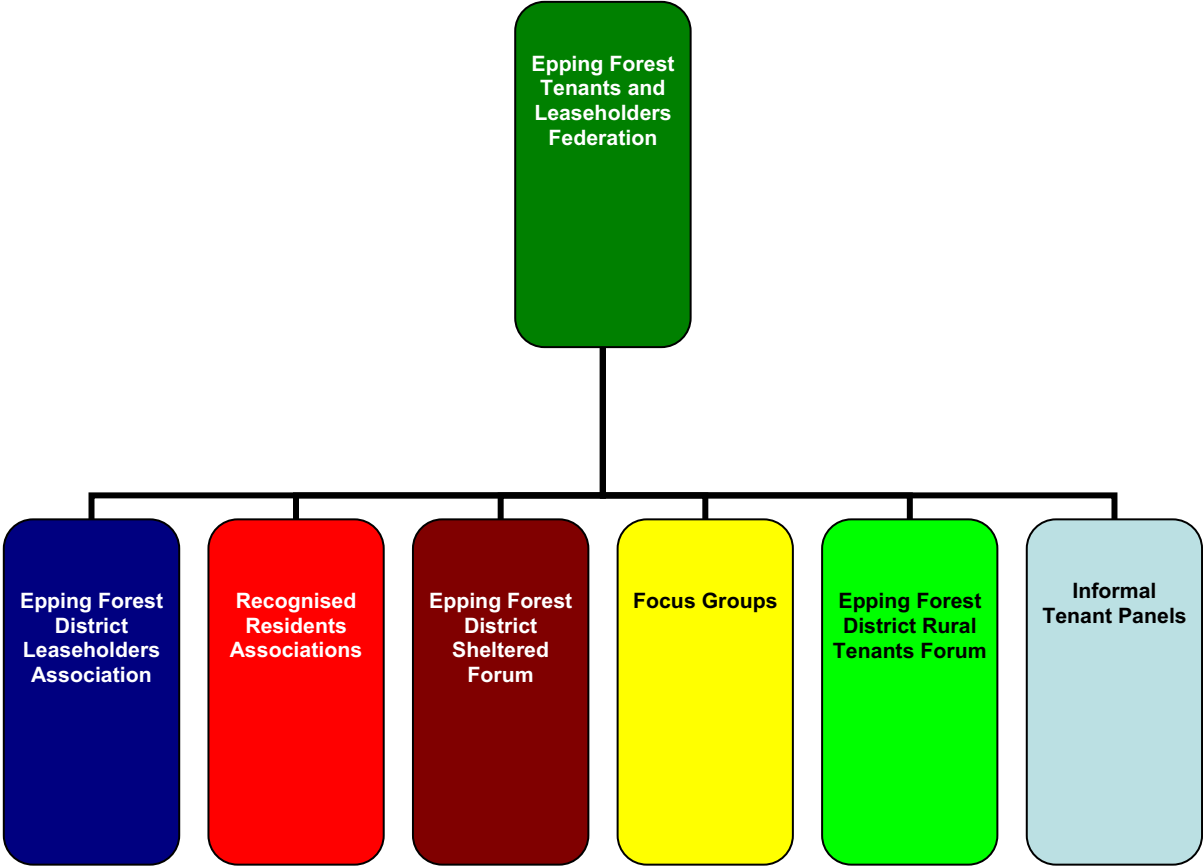 Epping Forest
Tenants and
Leaseholders
Federation
Epping Forest
District
Leaseholders
Association
Recognised
Residents
Associations
Epping Forest
District
Sheltered
Forum
Focus Groups
Epping Forest
District Rural
Tenants Forum
Informal
Tenant Panels